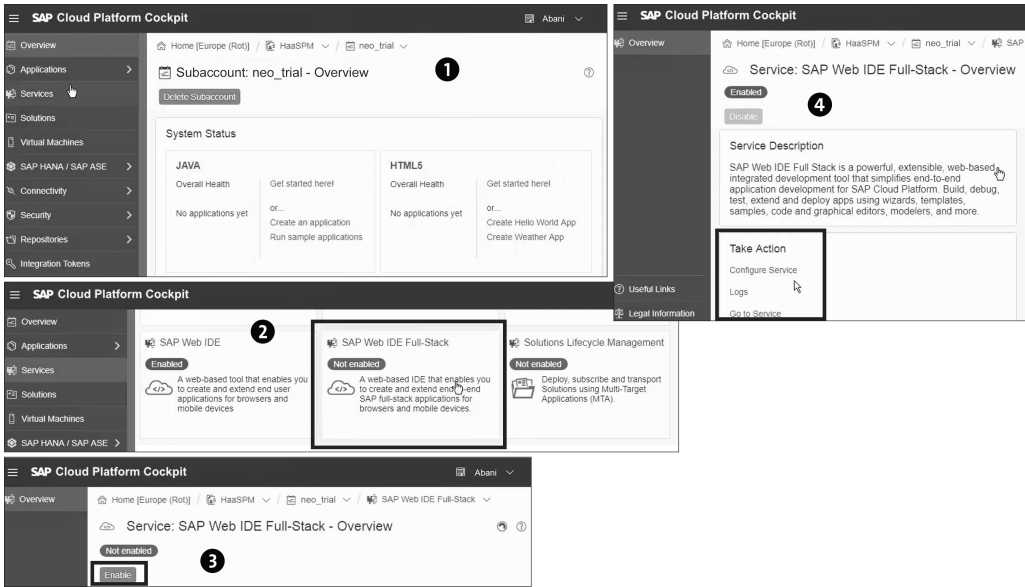 SAP Cloud Platform Cockpit
Abani
Overview
Applications
Services
Solutions
Virtual Machines
SAP HANA / SAP ASE
Connectivity
Security
Repositories
Integration Tokens
Home [Europe (Rot)] / HaaSPM / neo_trial
Subaccount: neo_trial - Overview
1
Delete Subaccount
System Status
JAVA
Overall Health
No applications yet
Get started here!
or...
Create an application
Run sample applications
HTML5
Overall Health
No applications yet
Get started here!
or...
Create Hello World App
Create Weather App
SAP Cloud Platform Cockpit
Overview
Applications
Services
Solutions
Virtual Machines
SAP HANA / SAP ASE
2
SAP Web IDE
Enabled
A web-based tool that enables you
to create and extend end user
applications for browsers and
mobile devices
SAP Web IDE Full-Stack
Not enabled
A web-based IDE that enables you
to create and extend end-to-end
SAP full-stack applications for
browsers and mobile devices.
Solutions Lifecycle Management
Not enabled
Deploy, subscribe and transport
Solutions using Multi-Target
Applications (MTA).
SAP Cloud Platform Cockpit
Abani
Overview
Home [Europe (Rot)] / HaaSPM / neo_trial / SAP Web IDE Full-Stack
Service: SAP Web IDE Full-Stack - Overview
Not enabled
3
Enable
SAP Cloud Platform Cockpit
Overview
Home [Europe (Rot)] / HaaSPM / neo_trial / SAP
Service: SAP Web IDE Full-Stack - Overview
Enabled
4
Disable
Service Description
SAP Web IDE Full Stack is a powerful, extensible, web-based
integrated development tool that simplifies end-to-end
application development for SAP Cloud Platform. Build, debug,
test, extend and deploy apps using wizards, templates,
samples, code and graphical editors, modelers, and more.
Take Action
Configure Service
Logs
Go to Service
Useful Links
Legal Information